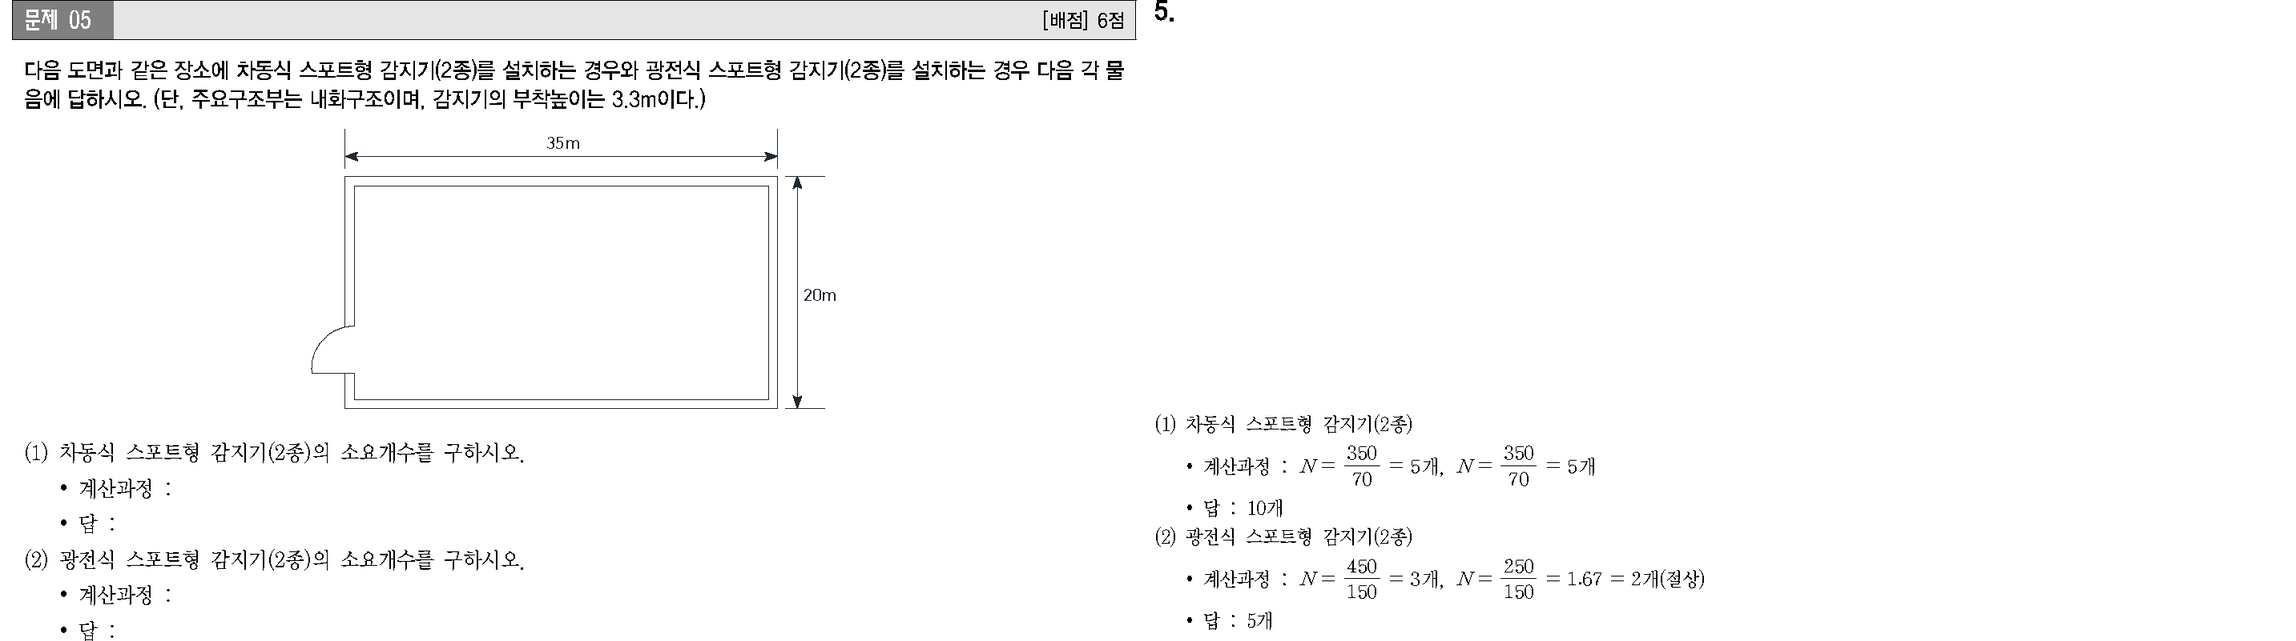 문제 05
[배점] 6점
다음 도면과 같은 장소에 차동식 스포트형 감지기(2종)를 설치하는 경우와 광전식 스포트형 감지기(2종)를 설치하는 경우 다음 각 물
음에 답하시오. (단, 주요구조부는 내화구조이며, 감지기의 부착높이는 3.3m이다.)
35m
20m
(1) 차동식 스포트형 감지기(2종)의 소요개수를 구하시오.
• 계산과정 :
• 답 :
(2) 광전식 스포트형 감지기(2종)의 소요개수를 구하시오.
• 계산과정 :
• 답 :
5.
(1) 차동식 스포트형 감지기(2종)
• 계산과정 : N = 350/70 = 5개, N = 350/70 = 5개
• 답 : 10개
(2) 광전식 스포트형 감지기(2종)
• 계산과정 : N = 450/150 = 3개, N = 250/150 = 1.67 = 2개(절상)
• 답 : 5개